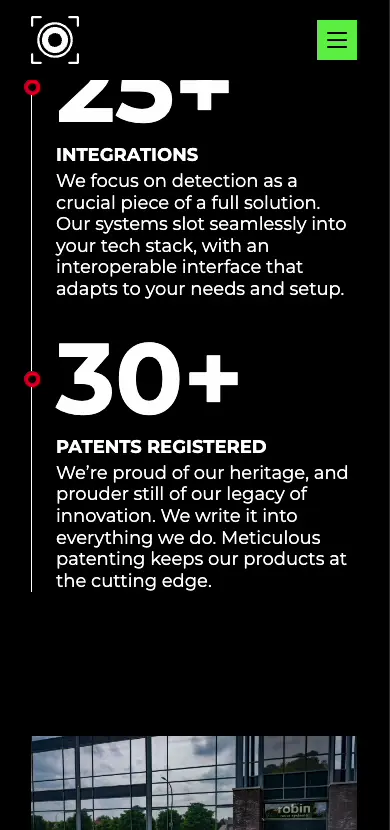 25+
INTEGRATIONS
We focus on detection as a
crucial piece of a full solution.
Our systems slot seamlessly into
your tech stack, with an
interoperable interface that
adapts to your needs and setup.
30+
PATENTS REGISTERED
We’re proud of our heritage, and
prouder still of our legacy of
innovation. We write it into
everything we do. Meticulous
patenting keeps our products at
the cutting edge.
robin